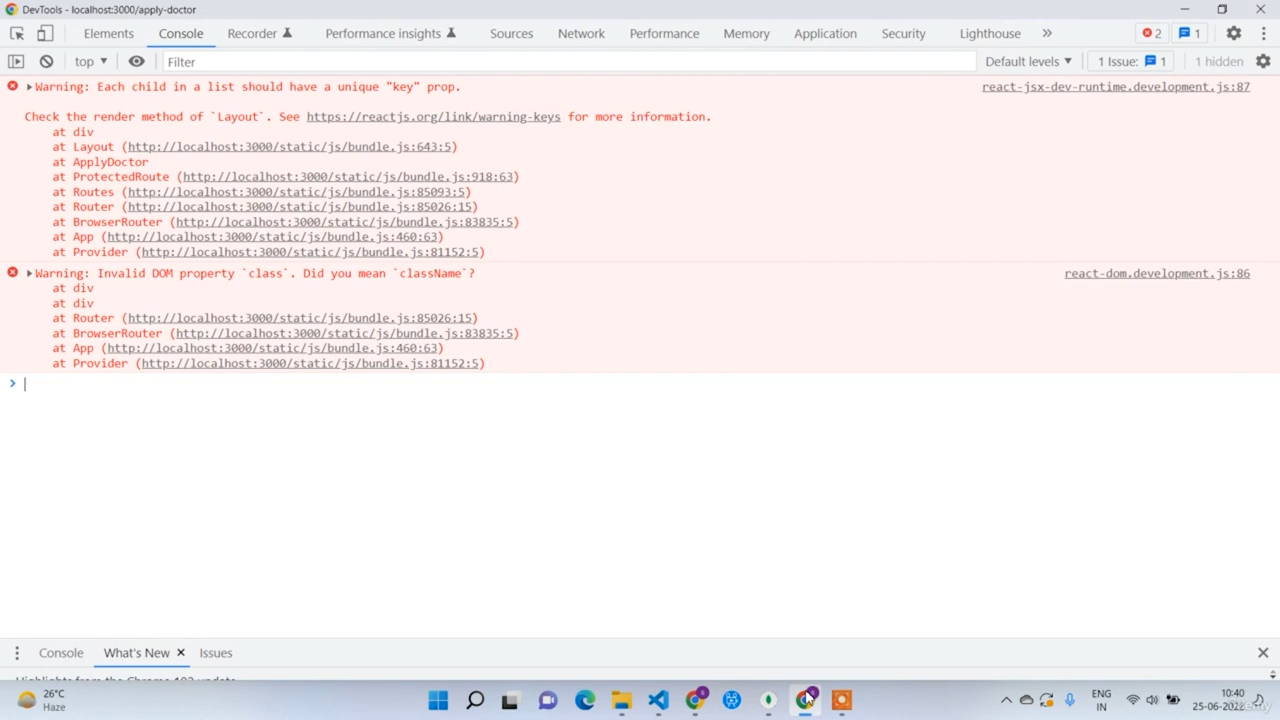 DevTools - localhost:3000/apply-doctor
Elements Console Recorder Performance insights Sources Network Performance Memory Application Security Lighthouse » 2 1
top Filter Default levels 1 Issue: 1 1 hidden
Warning: Each child in a list should have a unique "key" prop. react-jsx-dev-runtime.development.js:87
Check the render method of `Layout`. See https://reactjs.org/link/warning-keys for more information.
at div
at Layout (http://localhost:3000/static/js/bundle.js:643:5)
at ApplyDoctor
at ProtectedRoute (http://localhost:3000/static/js/bundle.js:918:63)
at Routes (http://localhost:3000/static/js/bundle.js:85093:5)
at Router (http://localhost:3000/static/js/bundle.js:85026:15)
at BrowserRouter (http://localhost:3000/static/js/bundle.js:83835:5)
at App (http://localhost:3000/static/js/bundle.js:460:63)
at Provider (http://localhost:3000/static/js/bundle.js:81152:5)
Warning: Invalid DOM property `class`. Did you mean `className`? react-dom.development.js:86
at div
at div
at Router (http://localhost:3000/static/js/bundle.js:85026:15)
at BrowserRouter (http://localhost:3000/static/js/bundle.js:83835:5)
at App (http://localhost:3000/static/js/bundle.js:460:63)
at Provider (http://localhost:3000/static/js/bundle.js:81152:5)
Console What's New Issues
Highlights from the Chrome 102 update
26°C
Haze
ENG
IN
10:40
25-06-2022